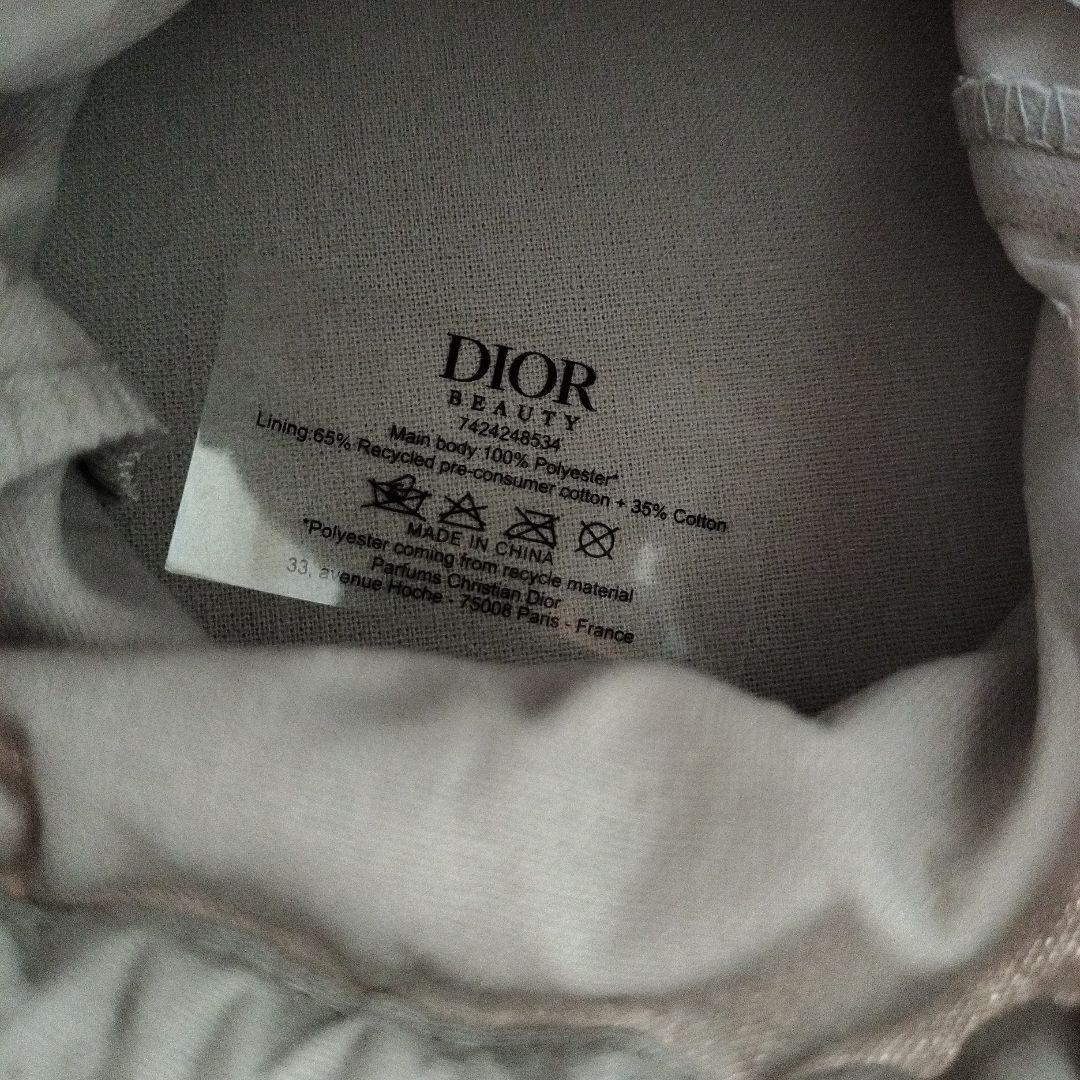 DIOR
BEAUTY
7424248534
Main body:100% Polyester*
Lining:65% Recycled pre-consumer cotton + 35% Cotton
MADE IN CHINA
*Polyester coming from recycle material
Parfums Christian Dior
33, avenue Hoche - 75008 Paris - France